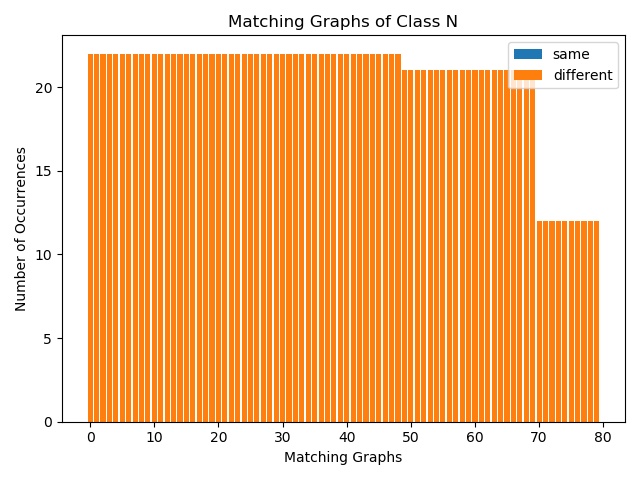 Matching Graphs of Class N
same
different
Number of Occurrences
20
15
10
5
0
0 10 20 30 40 50 60 70 80
Matching Graphs